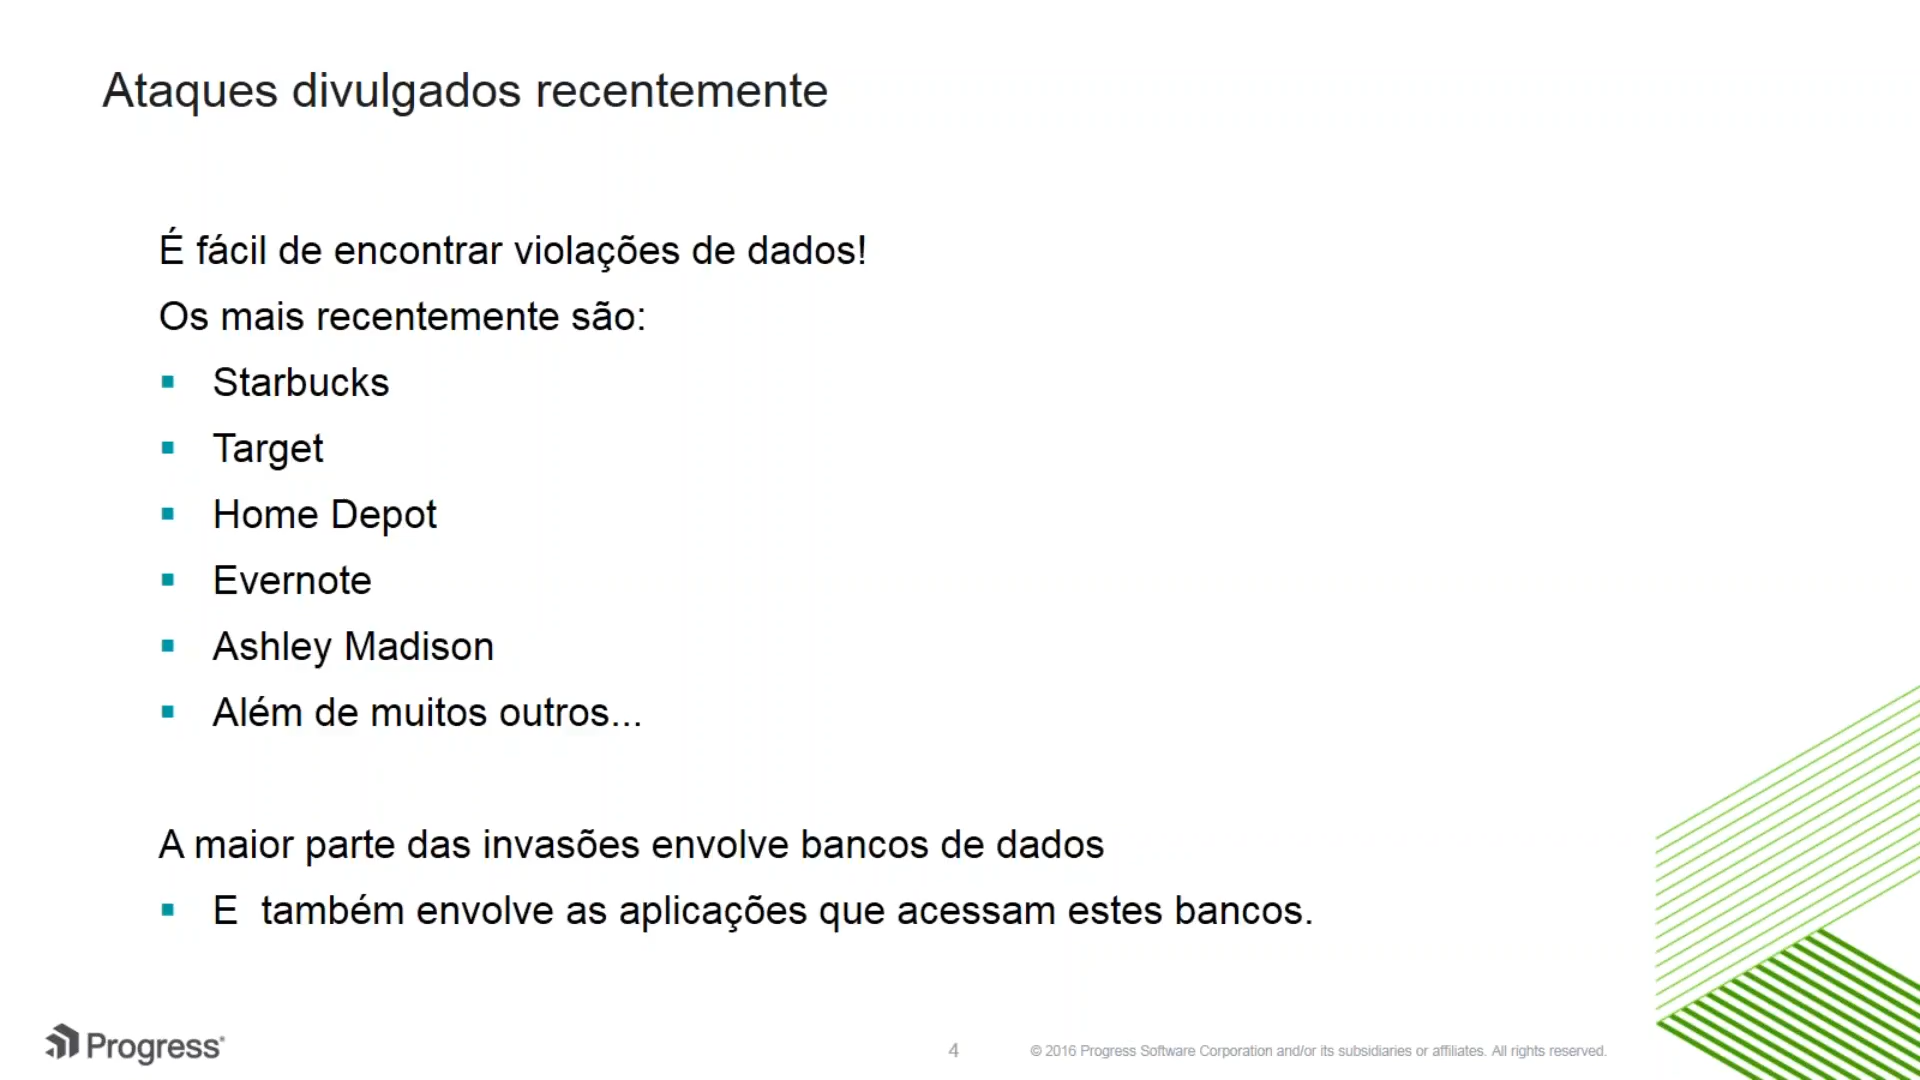 Ataques divulgados recentemente
É fácil de encontrar violações de dados!
Os mais recentemente são:
▪ Starbucks
▪ Target
▪ Home Depot
▪ Evernote
▪ Ashley Madison
▪ Além de muitos outros...
A maior parte das invasões envolve bancos de dados
▪ E  também envolve as aplicações que acessam estes bancos.
Progress®
4
© 2016 Progress Software Corporation and/or its subsidiaries or affiliates. All rights reserved.